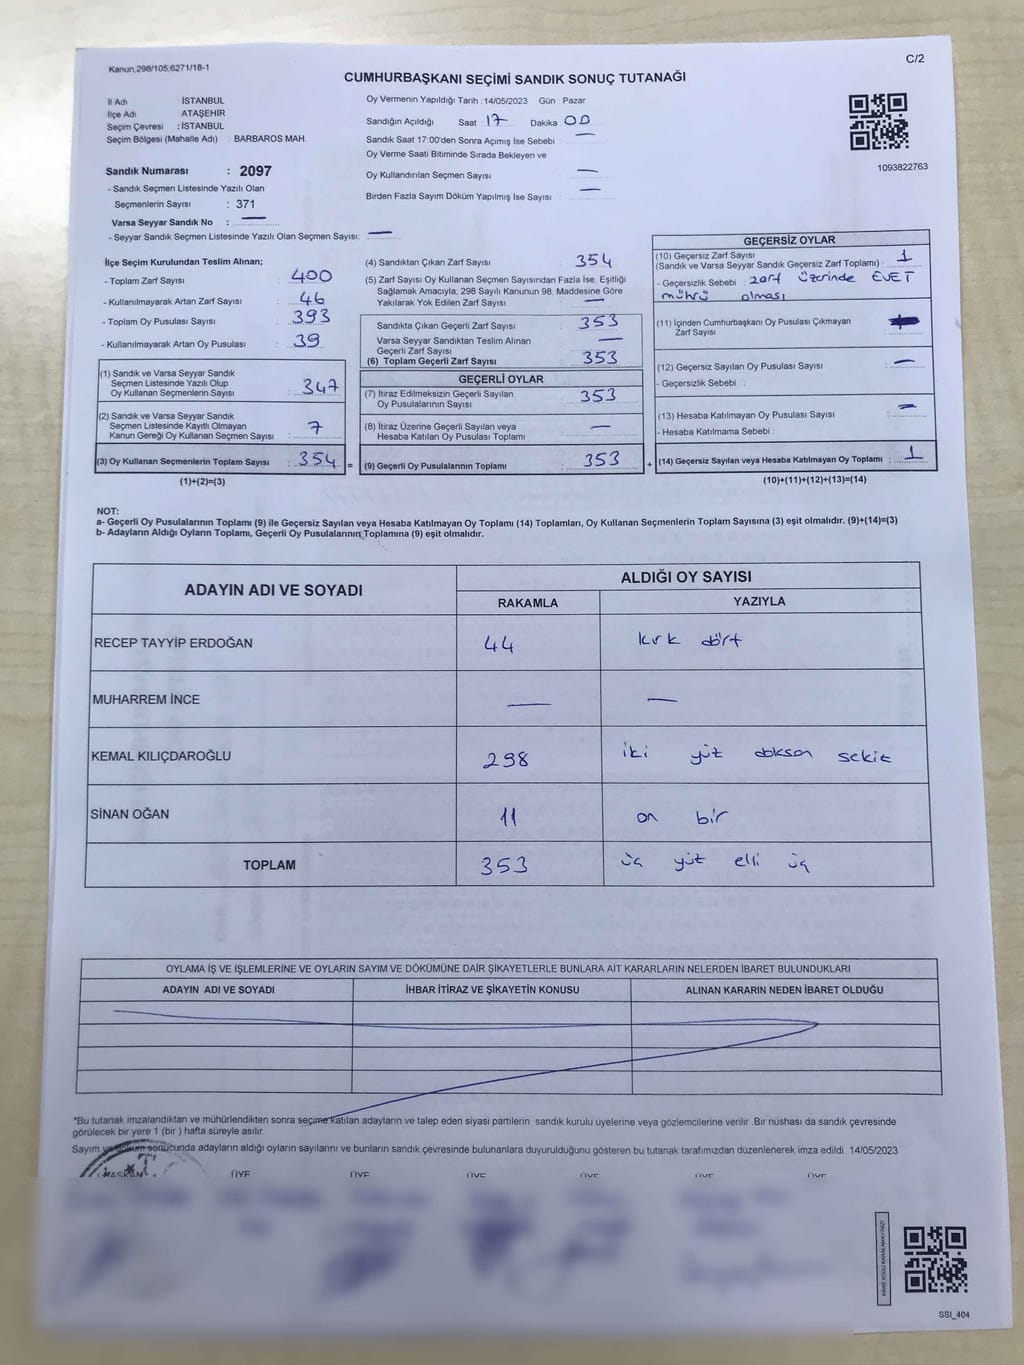 Kanun.298/105;6271/18-1
C/2
CUMHURBAŞKANI SEÇİMİ SANDIK SONUÇ TUTANAĞI
İl Adı İSTANBUL
İlçe Adı ATAŞEHİR
Seçim Çevresi : İSTANBUL
Seçim Bölgesi (Mahalle Adı) BARBAROS MAH.
Sandık Numarası : 2097
- Sandık Seçmen Listesinde Yazılı Olan
Seçmenlerin Sayısı : 371
Varsa Seyyar Sandık No : —
- Seyyar Sandık Seçmen Listesinde Yazılı Olan Seçmen Sayısı: —
Oy Vermenin Yapıldığı Tarih : 14/05/2023 Gün Pazar
Sandığın Açıldığı Saat 17 Dakika 00
Sandık Saat 17:00'den Sonra Açımış İse Sebebi : —
Oy Verme Saati Bitiminde Sırada Bekleyen ve
Oy Kullandırılan Seçmen Sayısı : —
Birden Fazla Sayım Döküm Yapılmış İse Sayısı : —
1093822763
İlçe Seçim Kurulundan Teslim Alınan;
- Toplam Zarf Sayısı : 400
- Kullanılmayarak Artan Zarf Sayısı : 46
- Toplam Oy Pusulası Sayısı : 393
- Kullanılmayarak Artan Oy Pusulası : 39
(1) Sandık ve Varsa Seyyar Sandık
Seçmen Listesinde Yazılı Olup
Oy Kullanan Seçmenlerin Sayısı : 347
(2) Sandık ve Varsa Seyyar Sandık
Seçmen Listesinde Kayıtlı Olmayan
Kanun Gereği Oy Kullanan Seçmen Sayısı : 7
(3) Oy Kullanan Seçmenlerin Toplam Sayısı : 354 =
(1)+(2)=(3)
(4) Sandıktan Çıkan Zarf Sayısı : 354
(5) Zarf Sayısı Oy Kullanan Seçmen Sayısından Fazla İse, Eşitliği
Sağlamak Amacıyla, 298 Sayılı Kanunun 98. Maddesine Göre
Yakılarak Yok Edilen Zarf Sayısı : —
Sandıkta Çıkan Geçerli Zarf Sayısı : 353
Varsa Seyyar Sandıktan Teslim Alınan
Geçerli Zarf Sayısı : —
(6) Toplam Geçerli Zarf Sayısı : 353
GEÇERLİ OYLAR
(7) İtiraz Edilmeksizin Geçerli Sayılan
Oy Pusulalarının Sayısı : 353
(8) İtiraz Üzerine Geçerli Sayılan veya
Hesaba Katılan Oy Pusulası Toplamı : —
(9) Geçerli Oy Pusulalarının Toplamı : 353 +
GEÇERSİZ OYLAR
(10) Geçersiz Zarf Sayısı
(Sandık ve Varsa Seyyar Sandık Geçersiz Zarf Toplamı) : 1
- Geçersizlik Sebebi : zarf üzerinde EVET
mührü olması
(11) İçinden Cumhurbaşkanı Oy Pusulası Çıkmayan
Zarf Sayısı :
(12) Geçersiz Sayılan Oy Pusulası Sayısı : —
- Geçersizlik Sebebi :
(13) Hesaba Katılmayan Oy Pusulası Sayısı : —
- Hesaba Katılmama Sebebi :
(14) Geçersiz Sayılan veya Hesaba Katılmayan Oy Toplamı : 1
(10)+(11)+(12)+(13)=(14)
NOT:
a- Geçerli Oy Pusulalarının Toplamı (9) ile Geçersiz Sayılan veya Hesaba Katılmayan Oy Toplamı (14) Toplamları, Oy Kullanan Seçmenlerin Toplam Sayısına (3) eşit olmalıdır. (9)+(14)=(3)
b- Adayların Aldığı Oyların Toplamı, Geçerli Oy Pusulalarının Toplamına (9) eşit olmalıdır.
ADAYIN ADI VE SOYADI
ALDIĞI OY SAYISI
RAKAMLA YAZIYLA
RECEP TAYYİP ERDOĞAN 44 kırk dört
MUHARREM İNCE — —
KEMAL KILIÇDAROĞLU 298 iki yüz doksan sekiz
SİNAN OĞAN 11 on bir
TOPLAM 353 üç yüz elli üç
OYLAMA İŞ VE İŞLEMLERİNE VE OYLARIN SAYIM VE DÖKÜMÜNE DAİR ŞİKAYETLERLE BUNLARA AİT KARARLARIN NELERDEN İBARET BULUNDUKLARI
ADAYIN ADI VE SOYADI İHBAR İTİRAZ VE ŞİKAYETİN KONUSU ALINAN KARARIN NEDEN İBARET OLDUĞU
*Bu tutanak imzalandıktan ve mühürlendikten sonra seçime katılan adayların ve talep eden siyasi partilerin sandık kurulu üyelerine veya gözlemcilerine verilir. Bir nüshası da sandık çevresinde
görülecek bir yere 1 (bir ) hafta süreyle asılır.
Sayım ve döküm sonucunda adayların aldığı oyların sayılarını ve bunların sandık çevresinde bulunanlara duyurulduğunu gösteren bu tutanak tarafımızdan düzenlenerek imza edildi. 14/05/2023
BAŞKAN ÜYE ÜYE ÜYE ÜYE ÜYE ÜYE
SSI_404